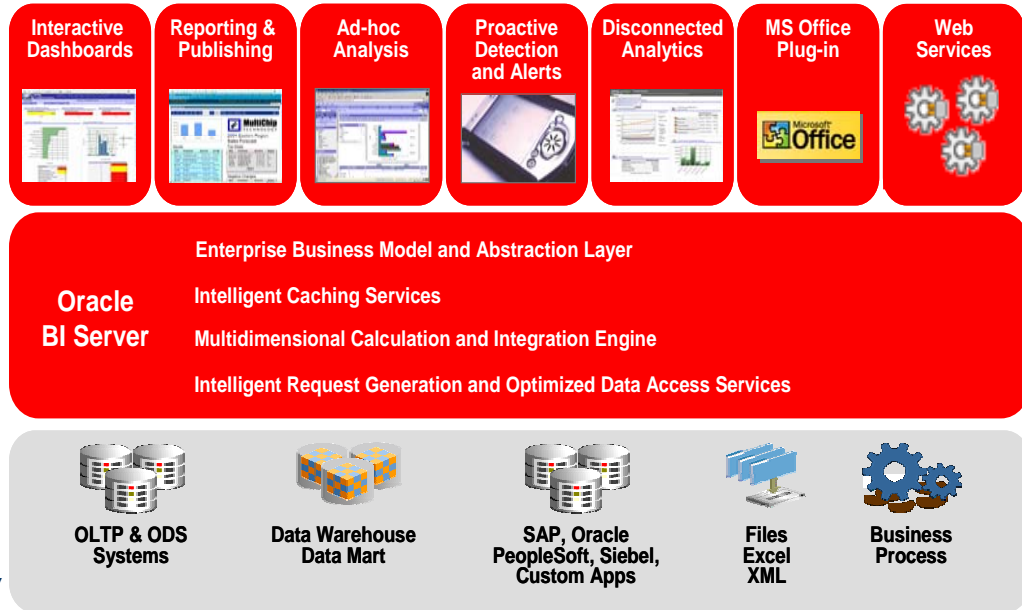 Interactive
Dashboards
Reporting &
Publishing
Ad-hoc
Analysis
Proactive
Detection
and Alerts
Disconnected
Analytics
MS Office
Plug-in
Web
Services
MultiChip
TECHNOLOGY
Microsoft
Office
Oracle
BI Server
Enterprise Business Model and Abstraction Layer
Intelligent Caching Services
Multidimensional Calculation and Integration Engine
Intelligent Request Generation and Optimized Data Access Services
OLTP & ODS
Systems
Data Warehouse
Data Mart
SAP, Oracle
PeopleSoft, Siebel,
Custom Apps
Files
Excel
XML
Business
Process